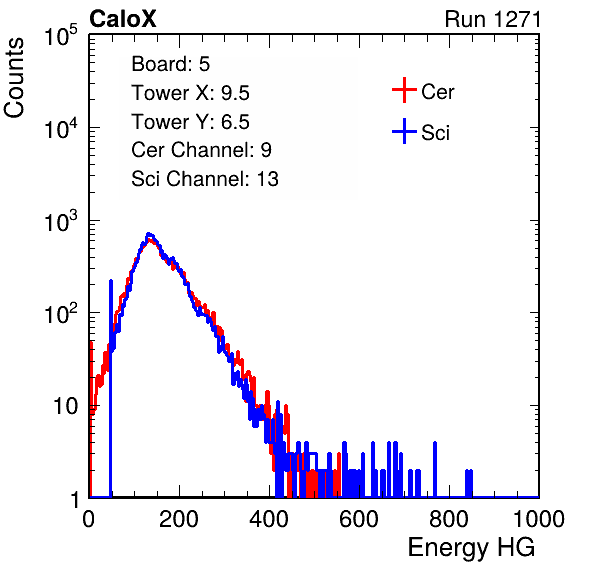 CaloX Run 1271
Counts
Board: 5
Tower X: 9.5
Tower Y: 6.5
Cer Channel: 9
Sci Channel: 13
Cer
Sci
10^5
10^4
10^3
10^2
10
1
0 200 400 600 800 1000
Energy HG